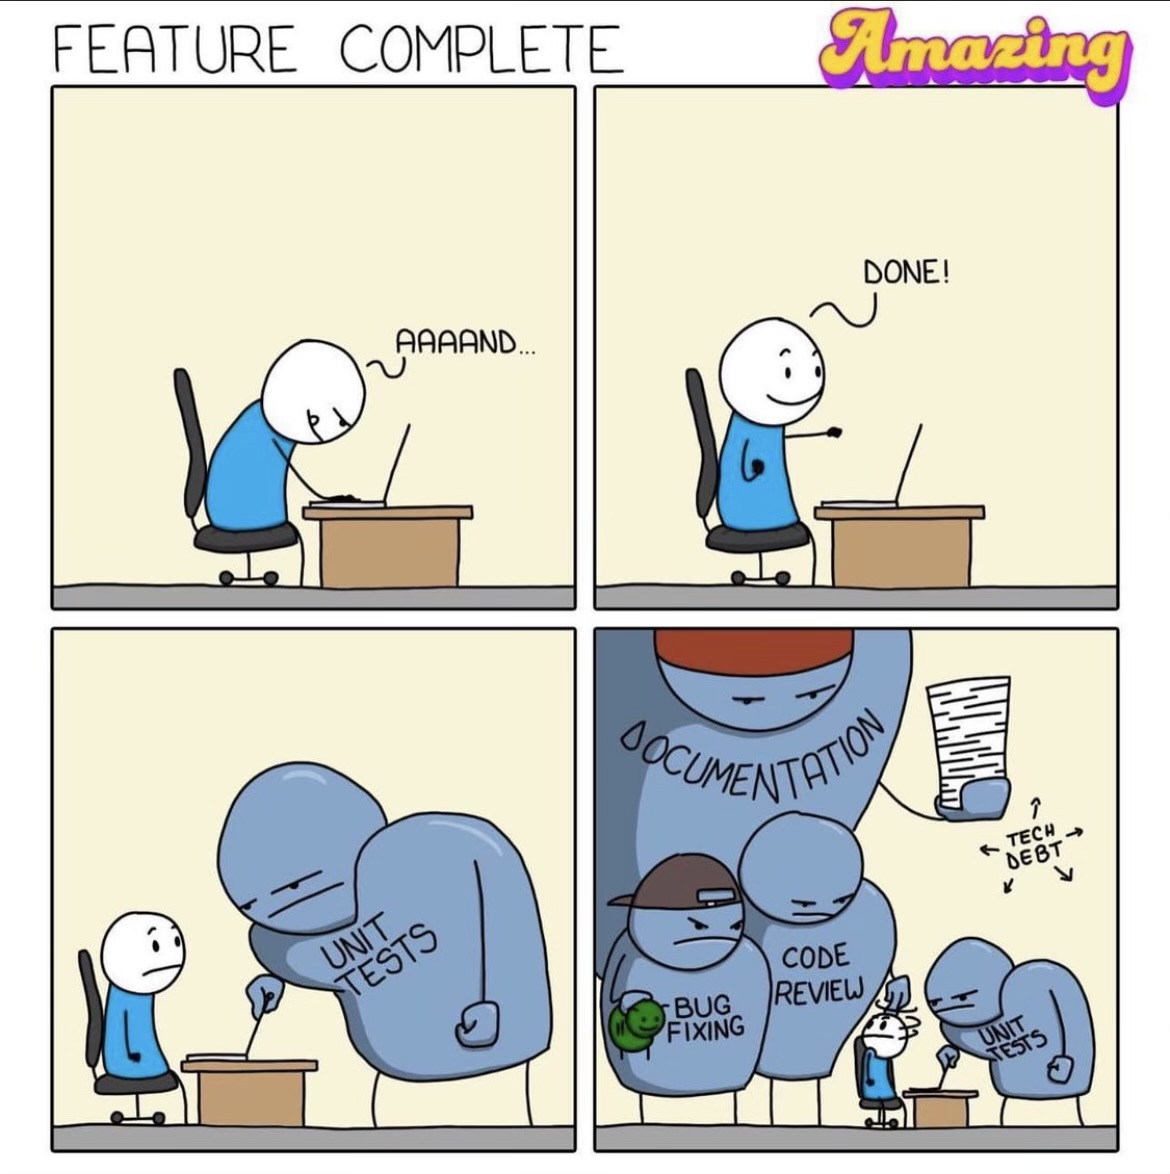 FEATURE COMPLETE
Amazing
AAAAND...
DONE!
UNIT
TESTS
DOCUMENTATION
TECH
DEBT
CODE
REVIEW
BUG
FIXING
UNIT
TESTS